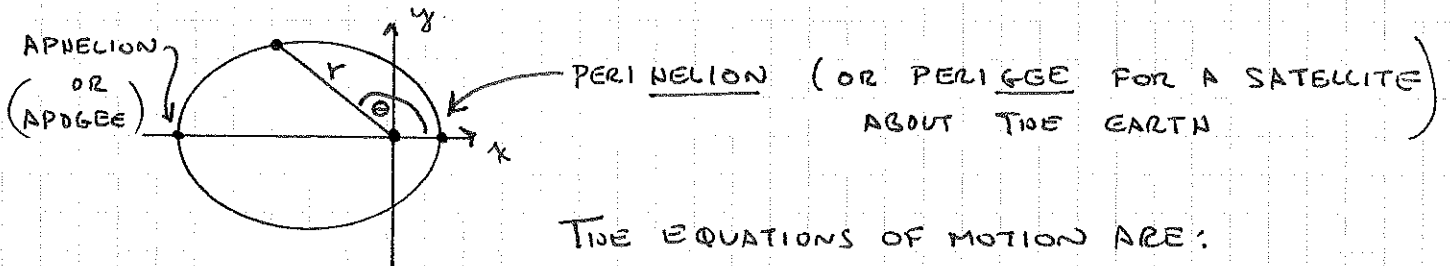 y
APHELION
OR
(APOGEE)
r
θ
x
PERIHELION (OR PERIGEE FOR A SATELLITE
ABOUT THE EARTH)
THE EQUATIONS OF MOTION ARE: